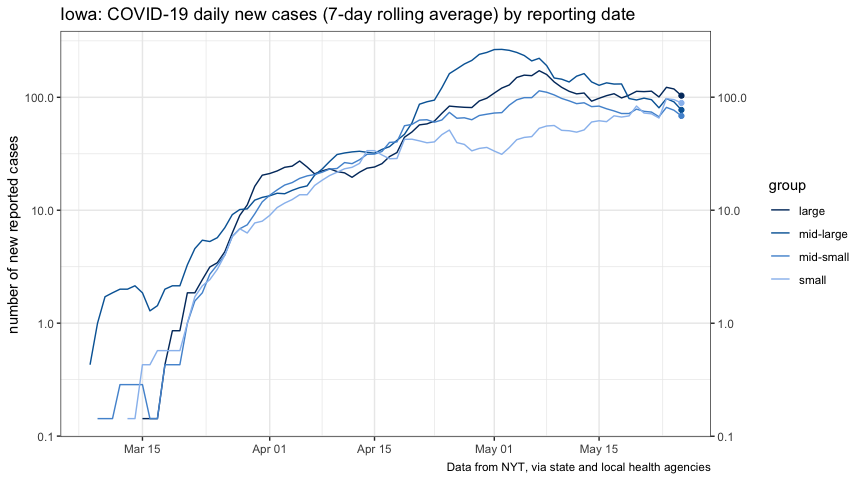 Iowa: COVID-19 daily new cases (7-day rolling average) by reporting date
number of new reported cases
100.0
10.0
1.0
0.1
100.0
10.0
1.0
0.1
Mar 15
Apr 01
Apr 15
May 01
May 15
group
large
mid-large
mid-small
small
Data from NYT, via state and local health agencies